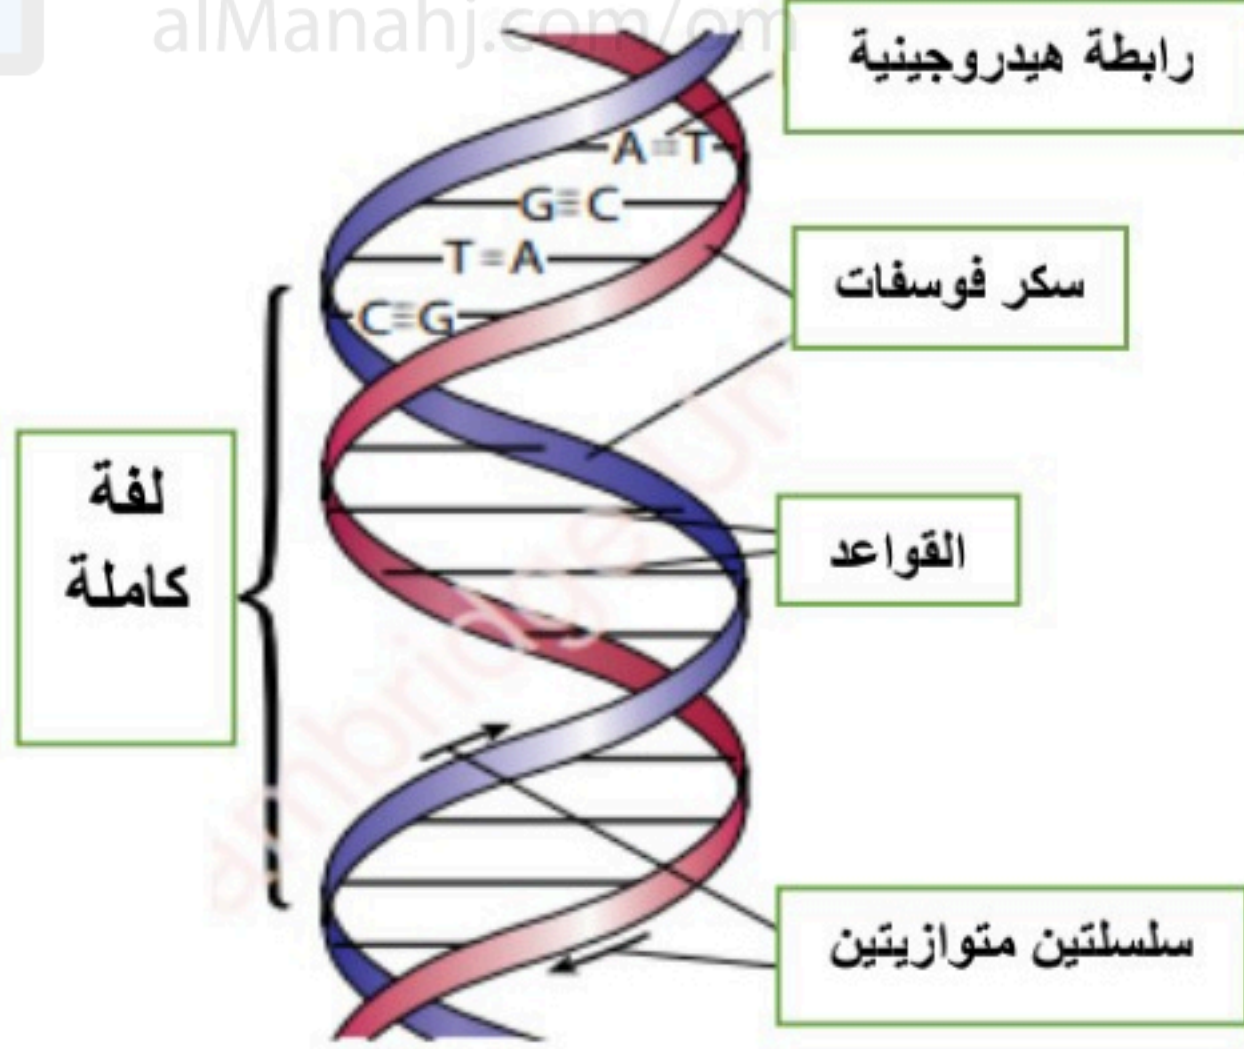 alManahj.com/om
رابطة هيدروجينية
A=T
G≡C
T=A
C≡G
سكر فوسفات
لفة
كاملة
القواعد
سلسلتين متوازيتين